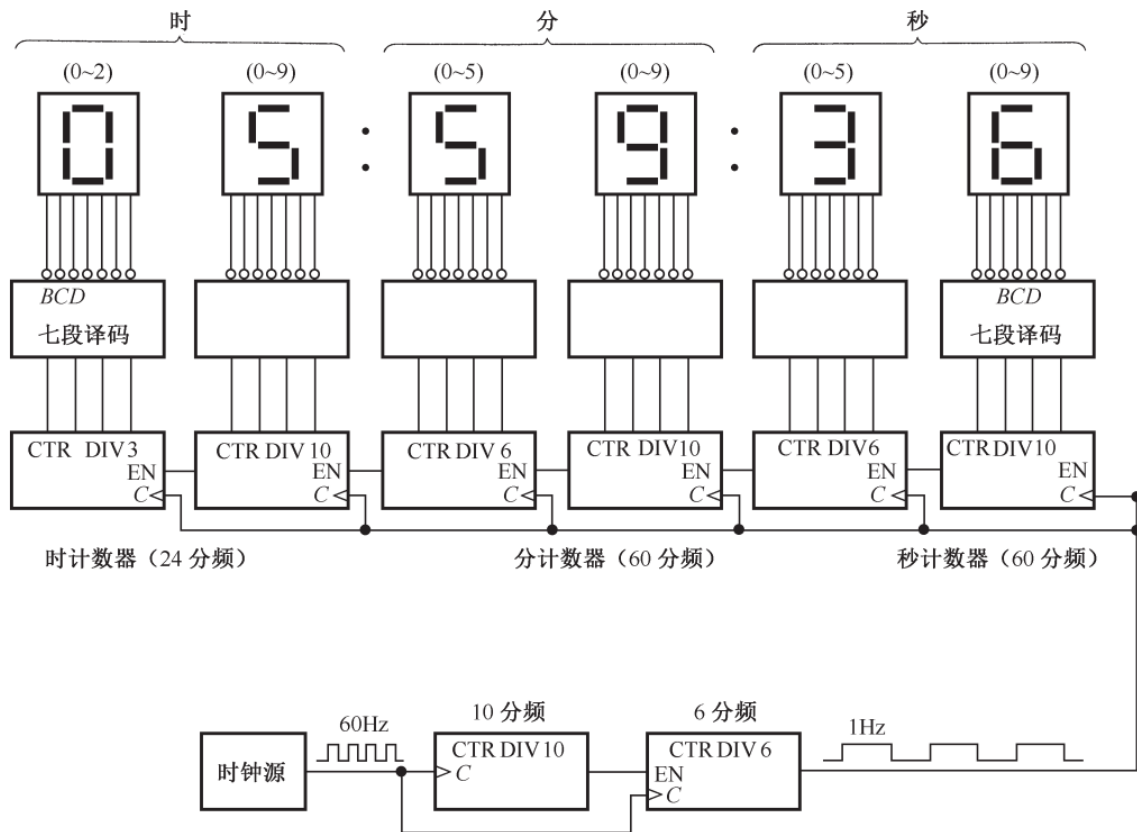 时 分 秒
(0~2) (0~9) (0~5) (0~9) (0~5) (0~9)
0 5 : 5 9 : 3 6
BCD BCD
七段译码 七段译码
CTR DIV3 CTR DIV 10 CTR DIV 6 CTR DIV10 CTR DIV6 CTR DIV10
EN EN EN EN EN EN
C C C C C C
时计数器（24 分频） 分计数器（60 分频） 秒计数器（60 分频）
10 分频 6 分频
60Hz 1Hz
CTR DIV 10 CTR DIV 6
时钟源 C EN
C